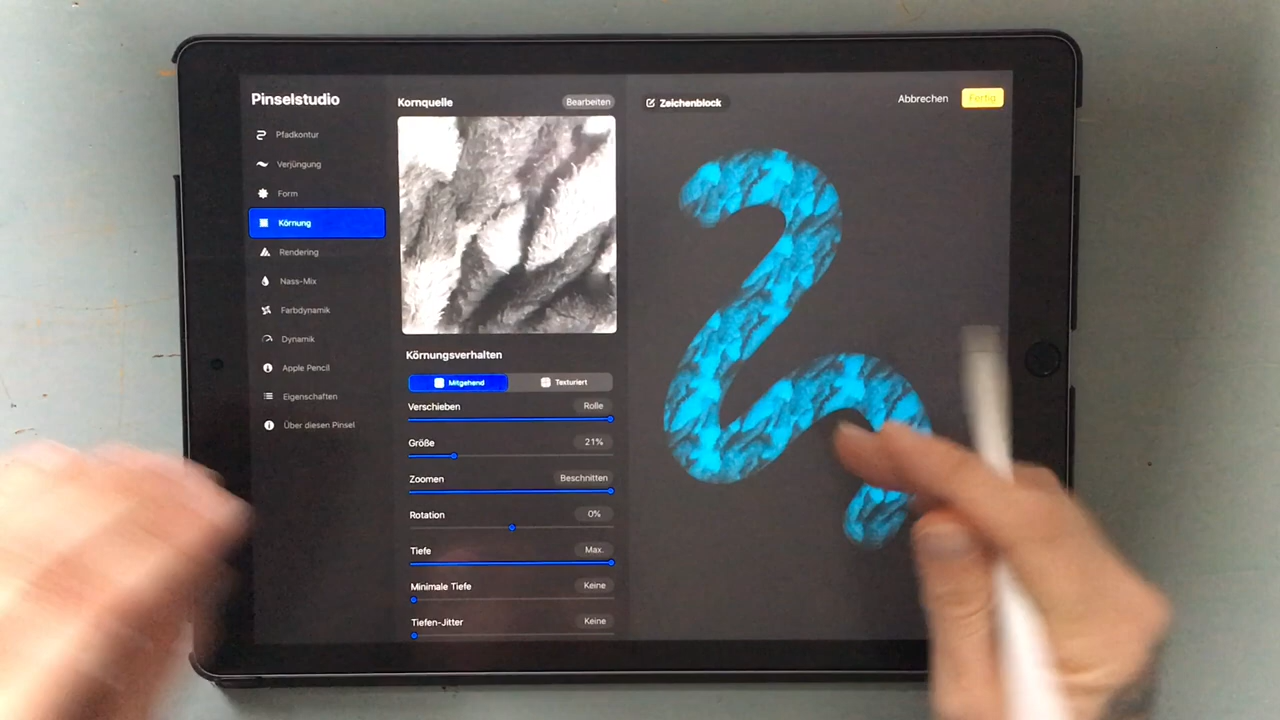 Pinselstudio
Pfadkontur
Verjüngung
Form
Körnung
Rendering
Nass-Mix
Farbdynamik
Dynamik
Apple Pencil
Eigenschaften
Über diesen Pinsel
Kornquelle
Bearbeiten
Körnungsverhalten
Mitgehend
Texturiert
Verschieben
Rolle
Größe
21%
Zoomen
Beschnitten
Rotation
0%
Tiefe
Max.
Minimale Tiefe
Keine
Tiefen-Jitter
Keine
Zeichenblock
Abbrechen
Fertig